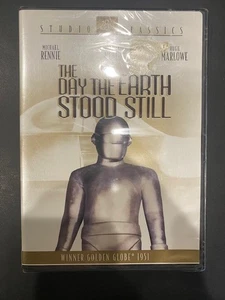 STUDIO CLASSICS
MICHAEL
RENNIE
HUGH
MARLOWE
THE
DAY THE EARTH
STOOD STILL
WINNER GOLDEN GLOBE® 1951